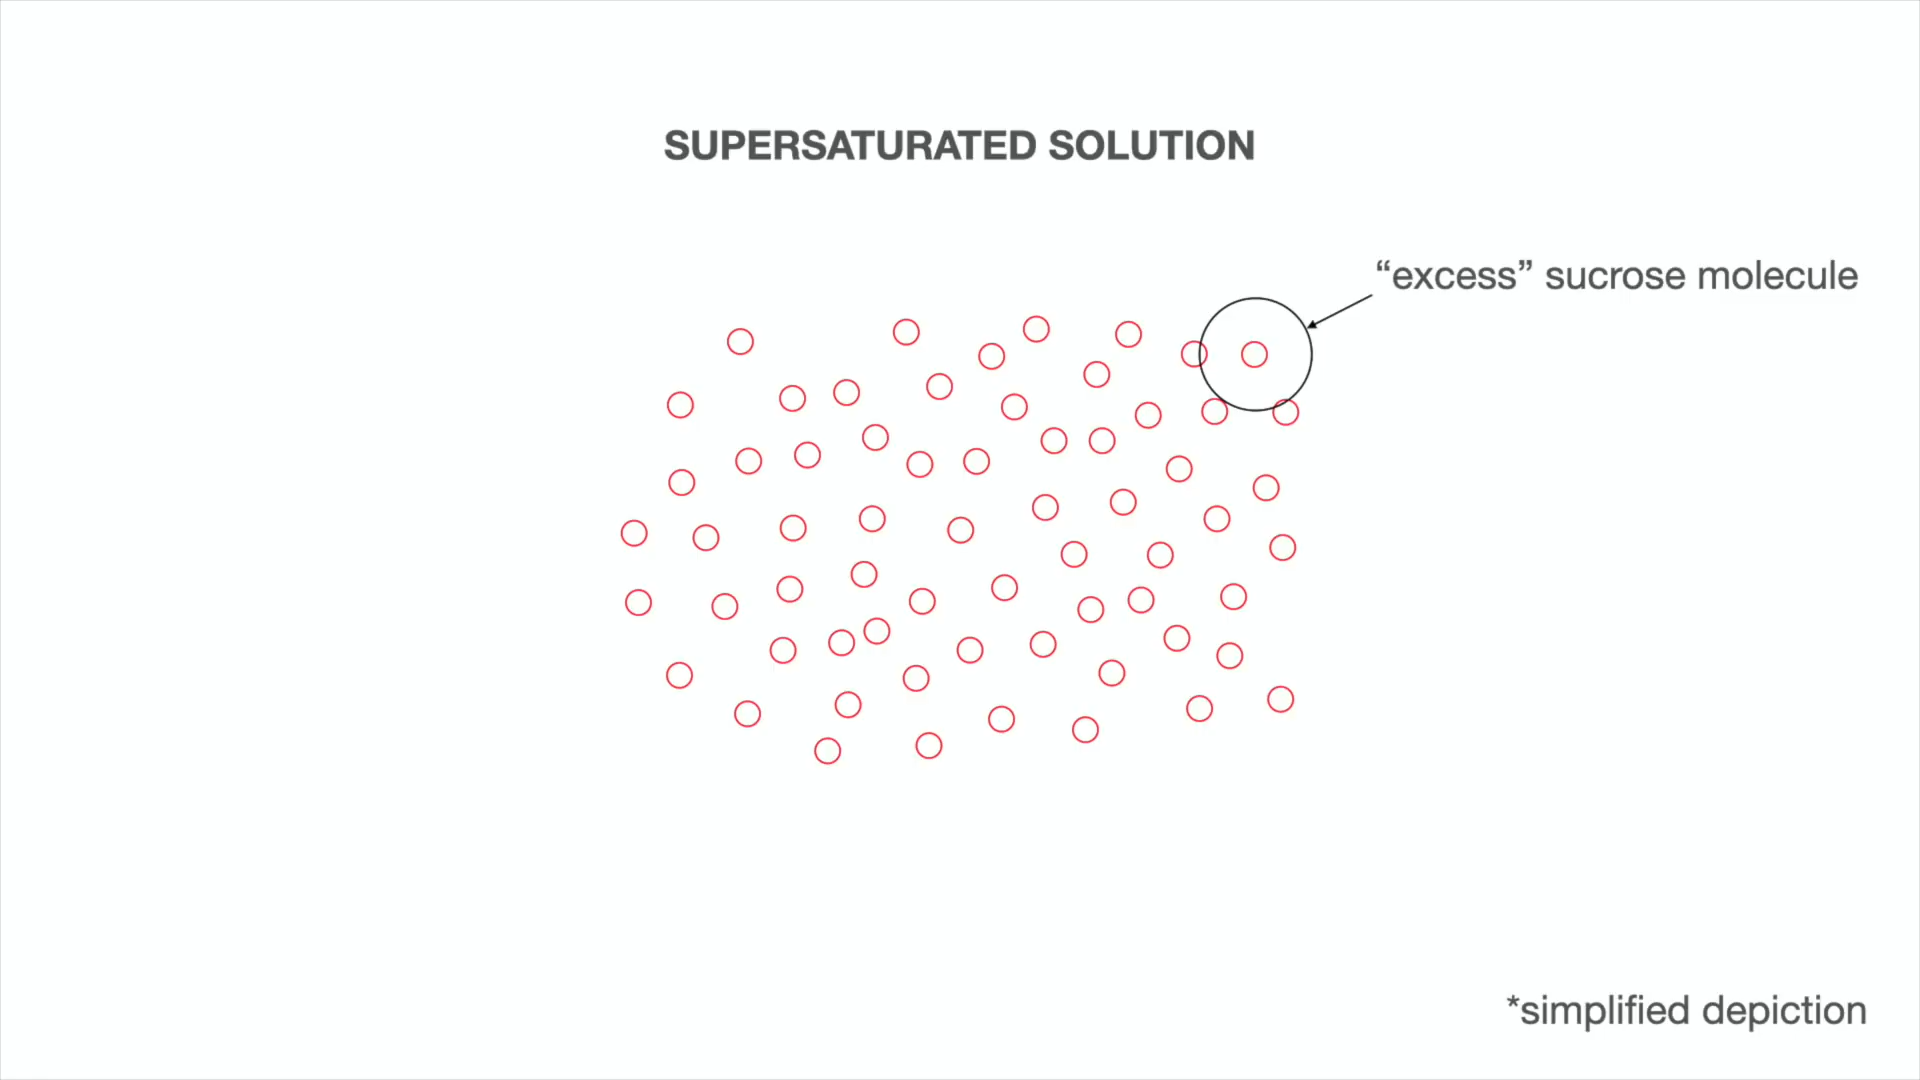 SUPERSATURATED SOLUTION
“excess” sucrose molecule
*simplified depiction